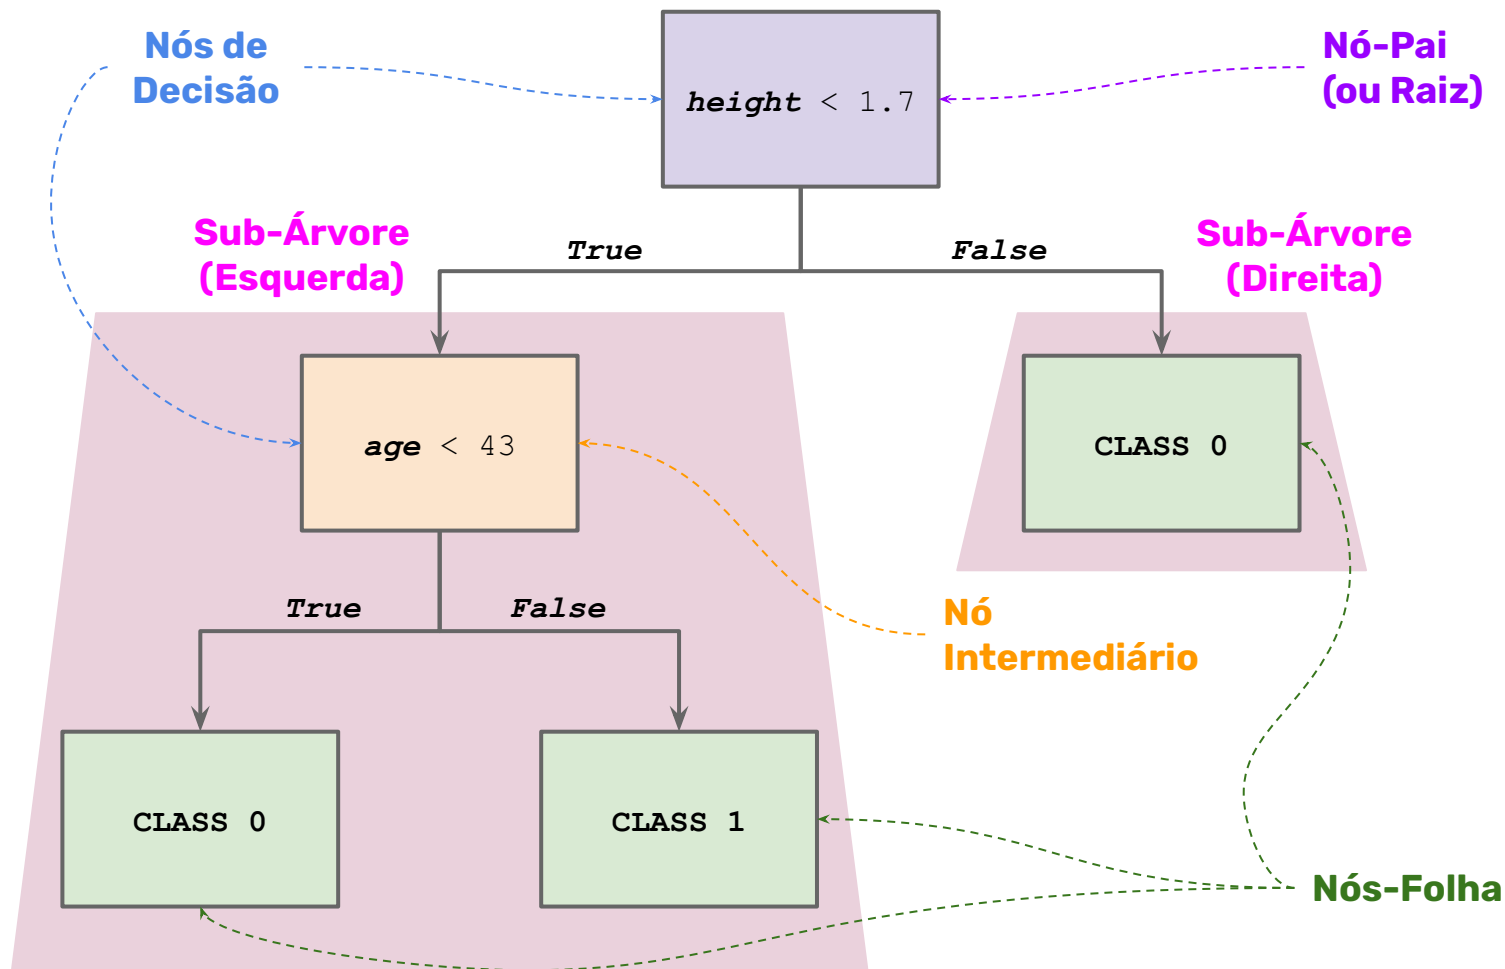 Nós de
Decisão
height < 1.7
Nó-Pai
(ou Raiz)
Sub-Árvore
(Esquerda)
True
False
Sub-Árvore
(Direita)
age < 43
CLASS 0
True
False
Nó
Intermediário
CLASS 0
CLASS 1
Nós-Folha